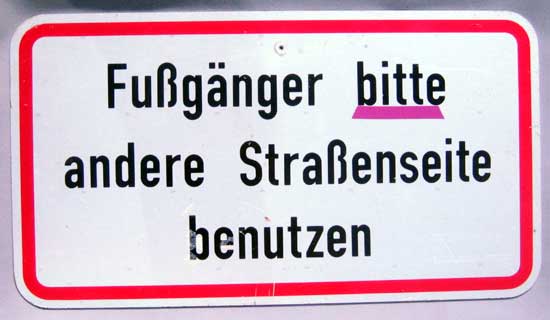 Fußgänger bitte
andere Straßenseite
benutzen